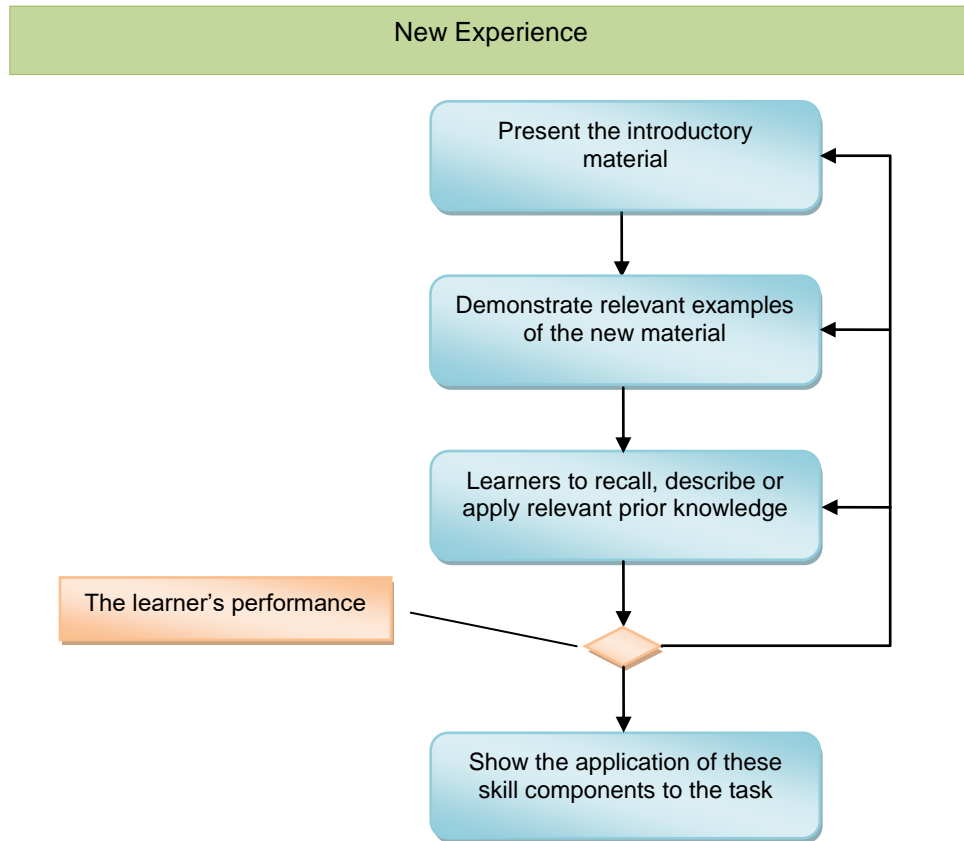 New Experience
Present the introductory
material
Demonstrate relevant examples
of the new material
Learners to recall, describe or
apply relevant prior knowledge
The learner’s performance
Show the application of these
skill components to the task